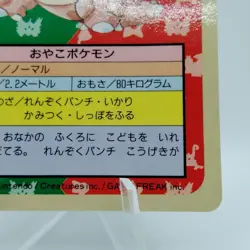 おやこポケモン
／ノーマル
／2.2メートル おもさ／80キログラム
わざ／れんぞくパンチ・いかり
かみつく・しっぽをふる
おなかの ふくろに こどもを いれ
てる。 れんぞくパンチ こうげきが
Nintendo / Creatures inc. / GAME FREAK inc.